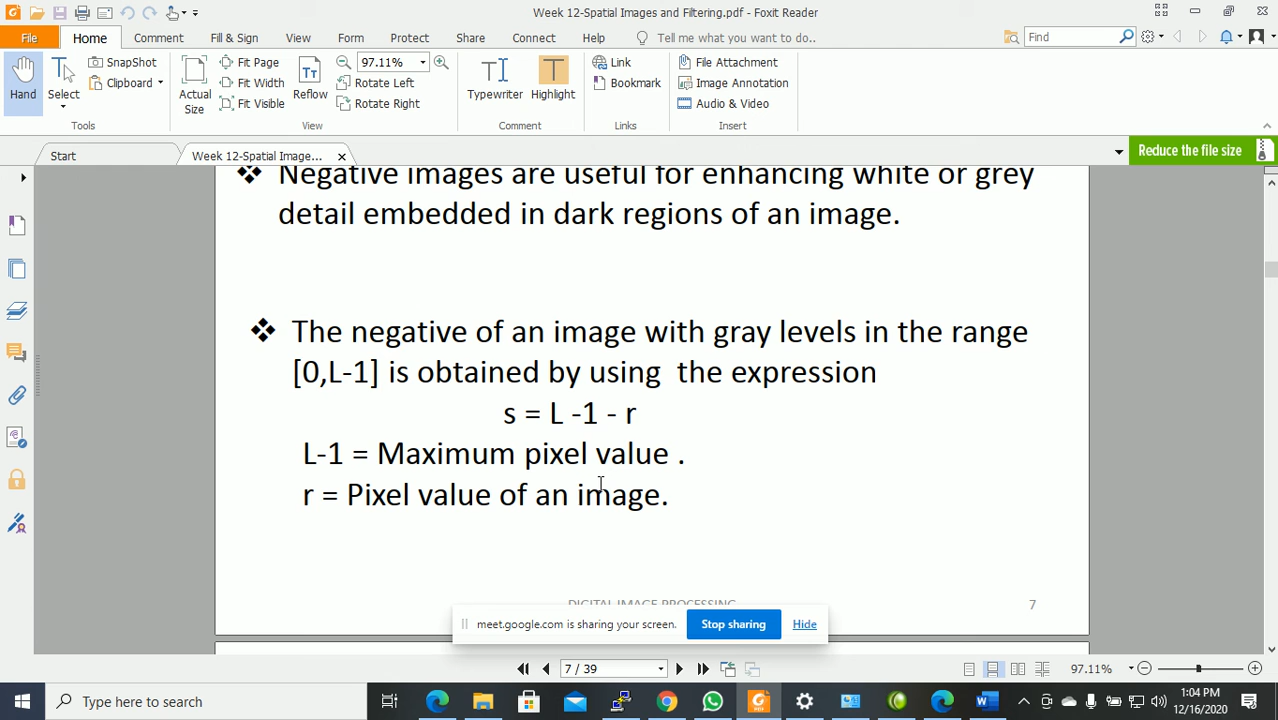 Week 12-Spatial Images and Filtering.pdf - Foxit Reader
File Home Comment Fill & Sign View Form Protect Share Connect Help Tell me what you want to do.. Find
Hand Select SnapShot Clipboard Actual Size Fit Page Fit Width Fit Visible Reflow 97.11% Rotate Left Rotate Right Typewriter Highlight Link Bookmark File Attachment Image Annotation Audio & Video
Tools View Comment Links Insert
Start Week 12-Spatial Image... Reduce the file size
❖ Negative images are useful for enhancing white or grey
detail embedded in dark regions of an image.
❖ The negative of an image with gray levels in the range
[0,L-1] is obtained by using the expression
s = L -1 - r
L-1 = Maximum pixel value .
r = Pixel value of an image.
DIGITAL IMAGE PROCESSING 7
meet.google.com is sharing your screen. Stop sharing Hide
7 / 39 97.11%
Type here to search
1:04 PM
12/16/2020